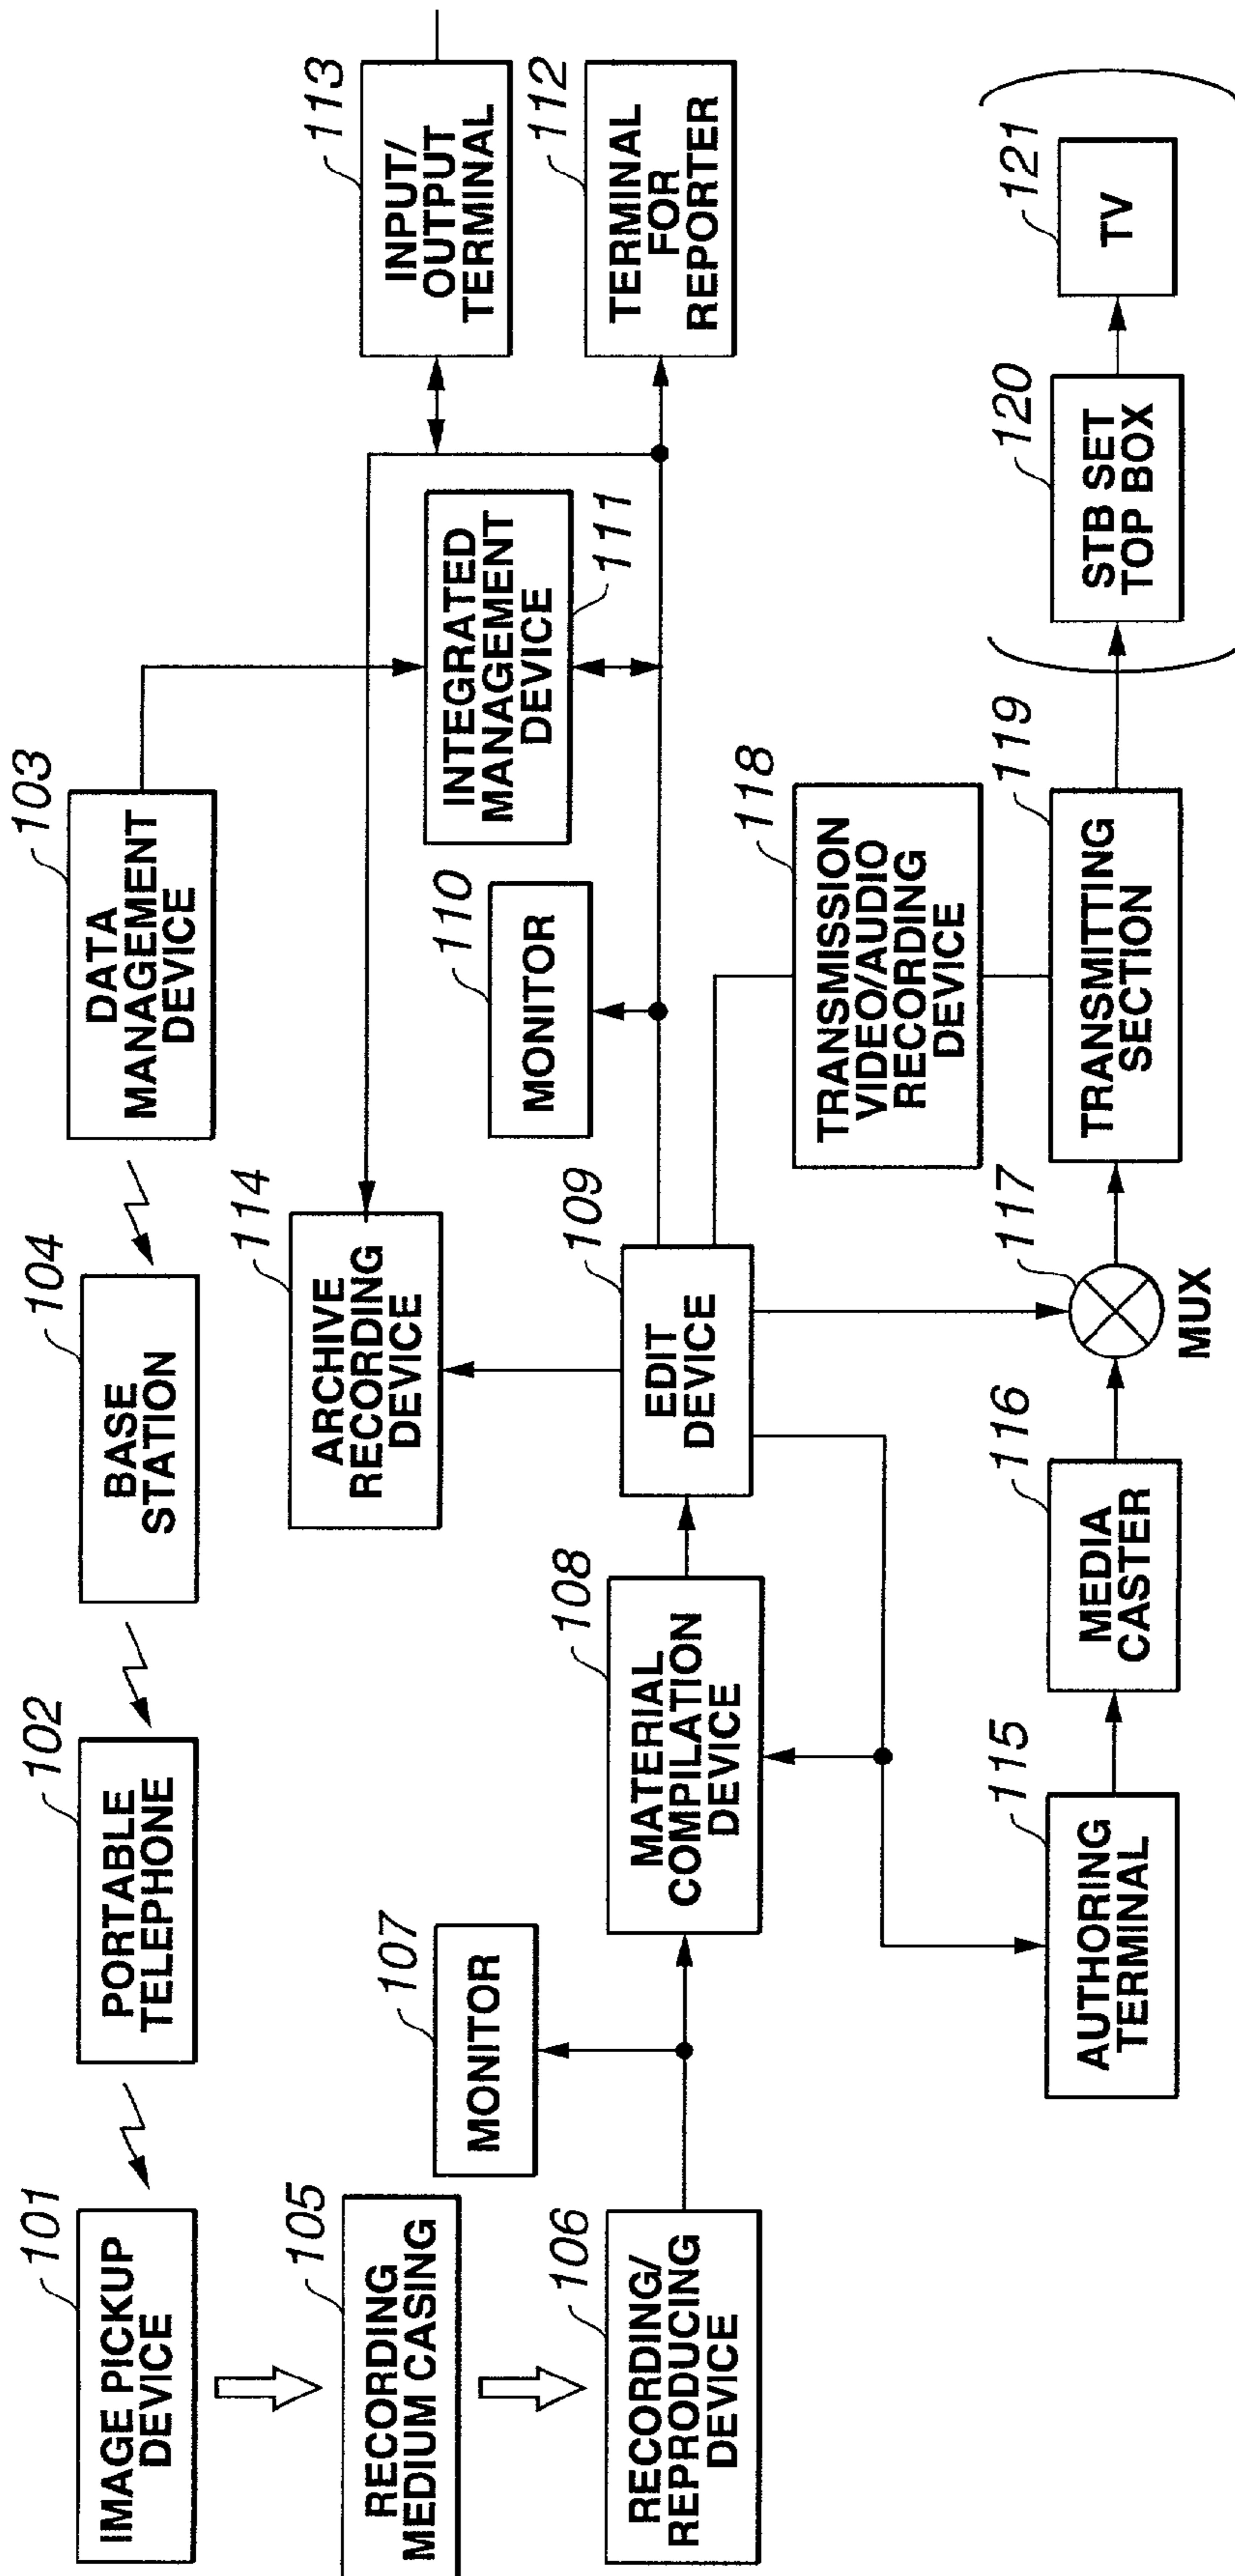 101
IMAGE PICKUP
DEVICE
102
PORTABLE
TELEPHONE
104
BASE
STATION
103
DATA
MANAGEMENT
DEVICE
105
RECORDING
MEDIUM CASING
114
ARCHIVE
RECORDING
DEVICE
113
INPUT/
OUTPUT
TERMINAL
107
MONITOR
110
MONITOR
INTEGRATED
MANAGEMENT
DEVICE
111
106
RECORDING/
REPRODUCING
DEVICE
108
MATERIAL
COMPILATION
DEVICE
109
EDIT
DEVICE
112
TERMINAL
FOR
REPORTER
118
TRANSMISSION
VIDEO/AUDIO
RECORDING
DEVICE
115
AUTHORING
TERMINAL
116
MEDIA
CASTER
117
MUX
119
TRANSMITTING
SECTION
120
STB SET
TOP BOX
121
TV